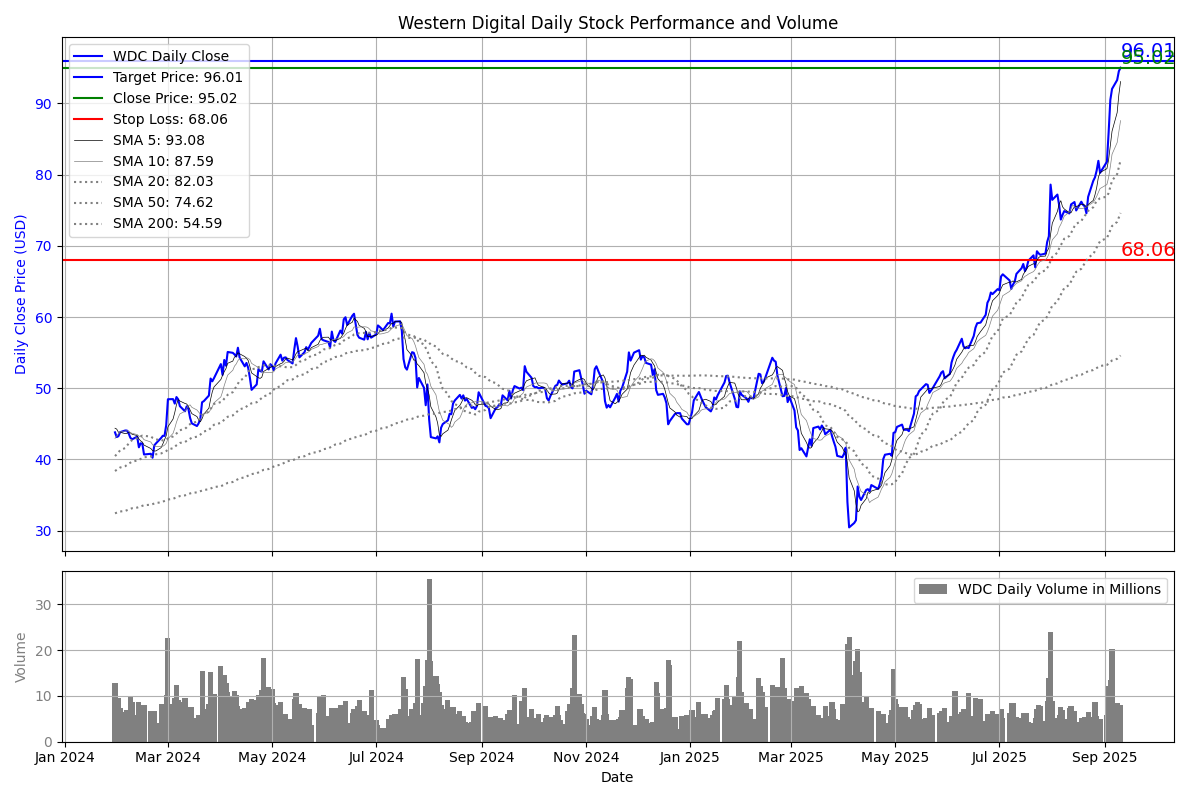 Western Digital Daily Stock Performance and Volume
96.01
95.02
WDC Daily Close
Target Price: 96.01
Close Price: 95.02
Stop Loss: 68.06
SMA 5: 93.08
SMA 10: 87.59
SMA 20: 82.03
SMA 50: 74.62
SMA 200: 54.59
68.06
Daily Close Price (USD)
90
80
70
60
50
40
30
WDC Daily Volume in Millions
Volume
30
20
10
0
Jan 2024 Mar 2024 May 2024 Jul 2024 Sep 2024 Nov 2024 Jan 2025 Mar 2025 May 2025 Jul 2025 Sep 2025
Date